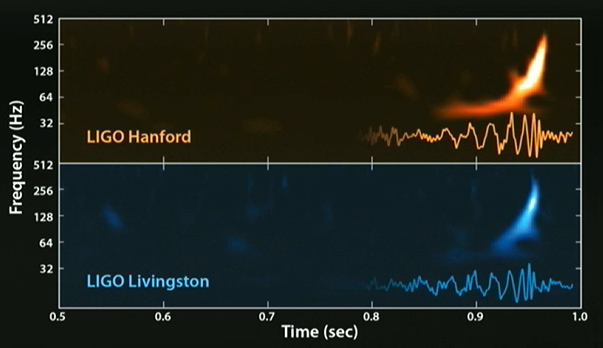 512
256
128
64
32
LIGO Hanford
512
256
128
64
32
LIGO Livingston
Frequency (Hz)
0.5 0.6 0.7 0.8 0.9 1.0
Time (sec)